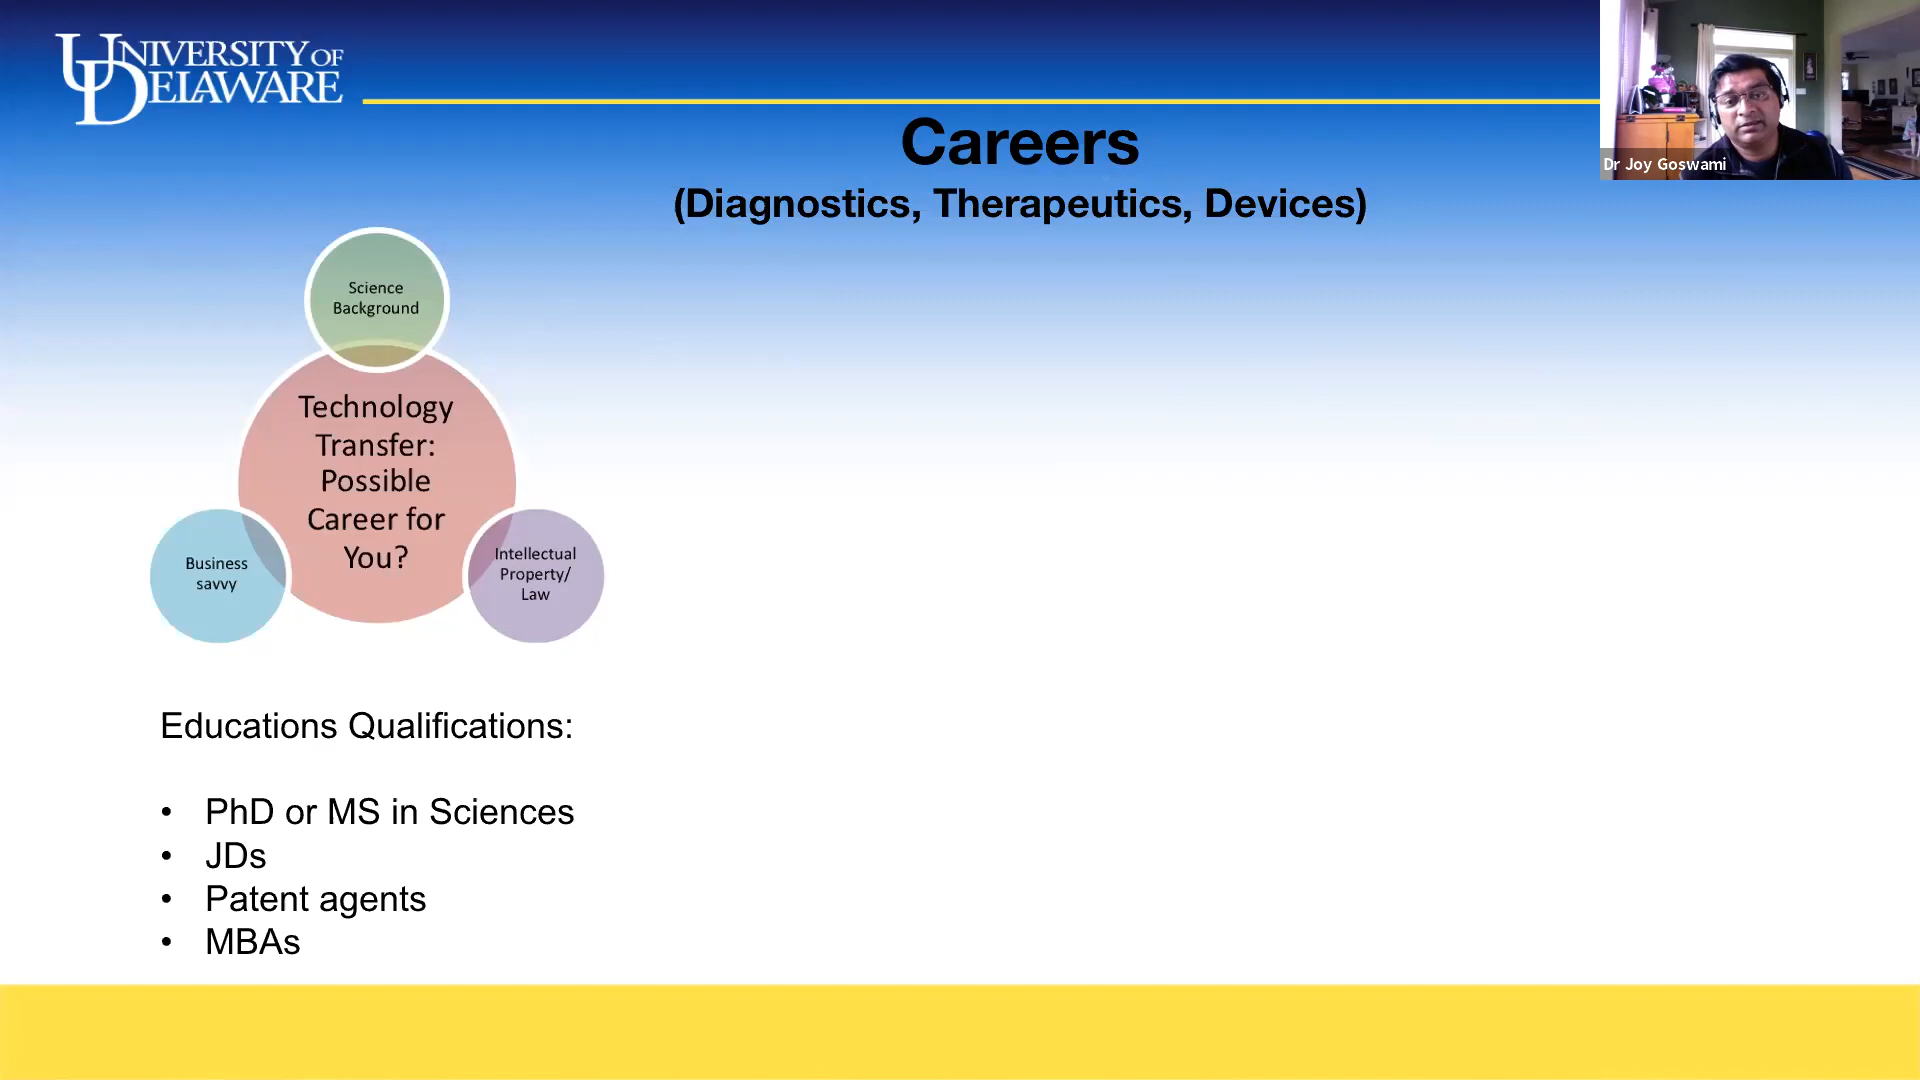 UNIVERSITY OF
DELAWARE
Careers
(Diagnostics, Therapeutics, Devices)
Dr Joy Goswami
Science
Background
Technology
Transfer:
Possible
Career for
You?
Business
savvy
Intellectual
Property/
Law
Educations Qualifications:
• PhD or MS in Sciences
• JDs
• Patent agents
• MBAs